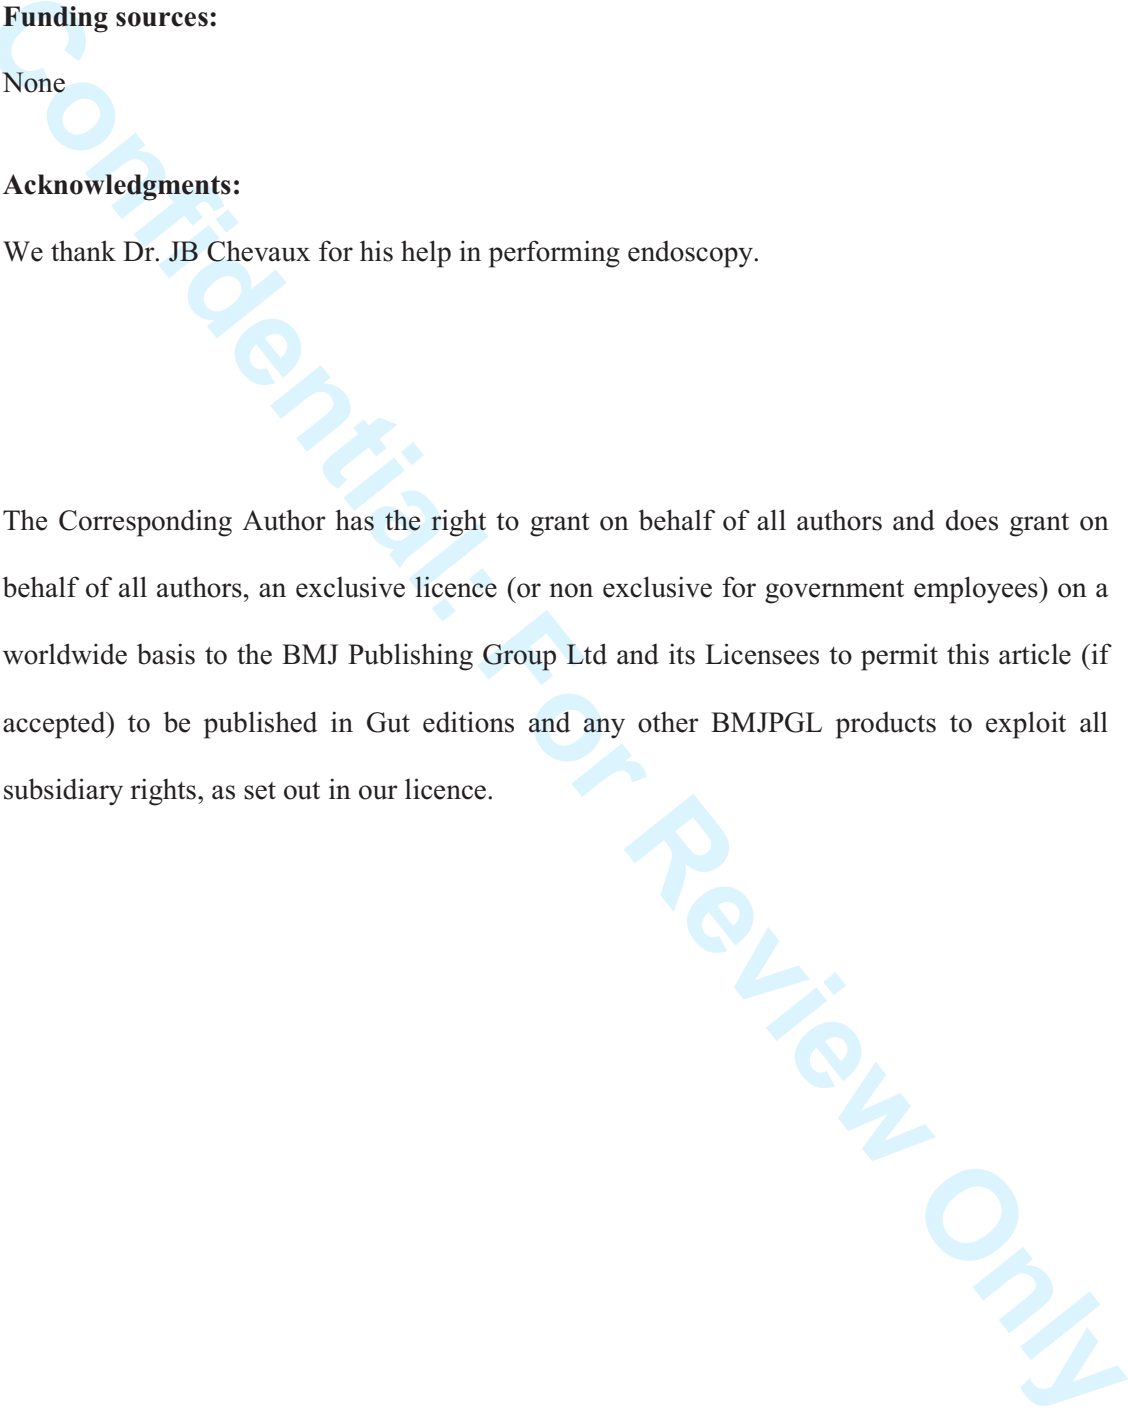 Funding sources:
None
Acknowledgments:
We thank Dr. JB Chevaux for his help in performing endoscopy.
The Corresponding Author has the right to grant on behalf of all authors and does grant on
behalf of all authors, an exclusive licence (or non exclusive for government employees) on a
worldwide basis to the BMJ Publishing Group Ltd and its Licensees to permit this article (if
accepted) to be published in Gut editions and any other BMJPGL products to exploit all
subsidiary rights, as set out in our licence.
Confidential: For Review Only